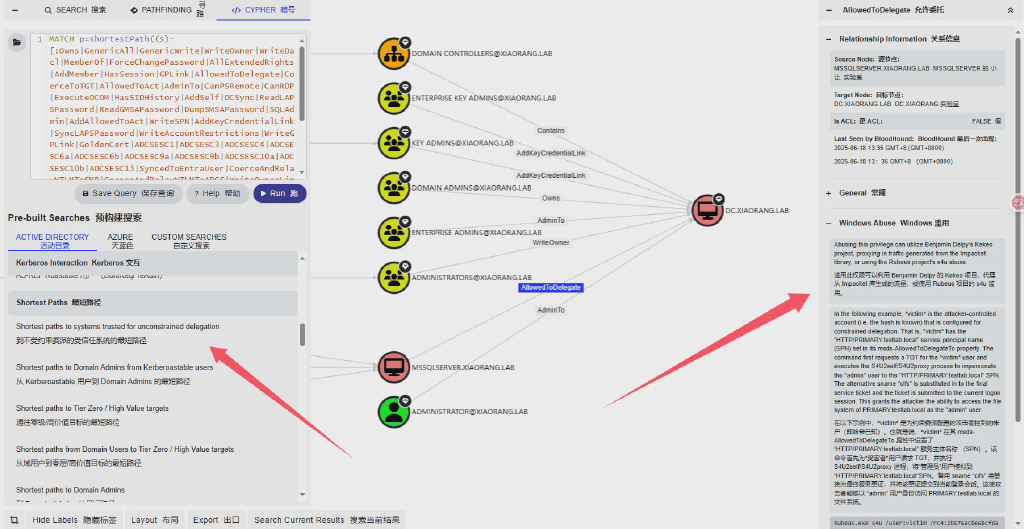 SEARCH 搜索
PATHFINDING 寻路
CYPHER 暗号
1 MATCH p=shortestPath((s)-
[:Owns|GenericAll|GenericWrite|WriteOwner|WriteDa
cl|MemberOf|ForceChangePassword|AllExtendedRights
|AddMember|HasSession|GPLink|AllowedToDelegate|Co
erceToTGT|AllowedToAct|AdminTo|CanPSRemote|CanRDP
|ExecuteDCOM|HasSIDHistory|AddSelf|DCSync|ReadLAP
SPassword|ReadGMSAPassword|DumpSMSAPassword|SQLAd
min|AddAllowedToAct|WriteSPN|AddKeyCredentialLink
|SyncLAPSPassword|WriteAccountRestrictions|WriteG
PLink|GoldenCert|ADCSESC1|ADCSESC3|ADCSESC4|ADCSE
SC6a|ADCSESC6b|ADCSESC9a|ADCSESC9b|ADCSESC10a|ADC
SESC10b|ADCSESC13|SyncedToEntraUser|CoerceAndRela
Save Query 保存查询
? Help 帮助
Run 跑
Pre-built Searches 预构建搜索
ACTIVE DIRECTORY
活动目录
AZURE
天蓝色
CUSTOM SEARCHES
自定义搜索
Kerberos Interaction Kerberos 交互
Shortest Paths 最短路径
Shortest paths to systems trusted for unconstrained delegation
到不受约束委派的受信任系统的最短路径
Shortest paths to Domain Admins from Kerberoastable users
从 Kerberoastable 用户到 Domain Admins 的最短路径
Shortest paths to Tier Zero / High Value targets
通往零级/高价值目标的最短路径
Shortest paths from Domain Users to Tier Zero / High Value targets
从域用户到零层/高价值目标的最短路径
Shortest paths to Domain Admins
Hide Labels 隐藏标签
Layout 布局
Export 出口
Search Current Results 搜索当前结果
DOMAIN CONTROLLERS@XIAORANG.LAB
ENTERPRISE KEY ADMINS@XIAORANG.LAB
KEY ADMINS@XIAORANG.LAB
DOMAIN ADMINS@XIAORANG.LAB
ENTERPRISE ADMINS@XIAORANG.LAB
ADMINISTRATORS@XIAORANG.LAB
MSSQLSERVER.XIAORANG.LAB
ADMINISTRATOR@XIAORANG.LAB
Contains
AddKeyCredentialLink
AddKeyCredentialLink
Owns
AdminTo
WriteOwner
AllowedToDelegate
AdminTo
DC.XIAORANG.LAB
AllowedToDelegate 允许委托
Relationship Information 关系信息
Source Node: 源节点:
MSSQLSERVER.XIAORANG.LAB MSSQLSERVER 的 小
让. 实验室
Target Node: 目标节点:
DC.XIAORANG.LAB DC.XIAORANG.实验室
Is ACL: 是 ACL:
FALSE 假
Last Seen by BloodHound: BloodHound 最后一次出现:
2025-06-18 13:35 GMT+8 (GMT+0800)
2025-06-18 13: 35 GMT+8 (GMT+0800)
General 常规
Windows Abuse Windows 滥用
Abusing this privilege can utilize Benjamin Delpy's Kekeo
project, proxying in traffic generated from the Impacket
library, or using the Rubeus project's s4u abuse.
滥用此权限可以利用 Benjamin Delpy 的 Kekeo 项目, 代理
从 Impacket 库生成的流量, 或使用 Rubeus 项目的 s4u 滥
用。
In the following example, *victim* is the attacker-controlled
account (i.e. the hash is known) that is configured for
constrained delegation. That is, *victim* has the
"HTTP/PRIMARY.testlab.local" service principal name
(SPN) set in its msds-AllowedToDelegateTo property. The
command first requests a TGT for the *victim* user and
executes the S4U2self/S4U2proxy process to impersonate
the "admin" user to the "HTTP/PRIMARY.testlab.local" SPN.
The alternative sname "cifs" is substituted in to the final
service ticket and the ticket is submitted to the current logon
session. This grants the attacker the ability to access the file
system of PRIMARY.testlab.local as the "admin" user.
在以下示例中, *victim* 是为约束委派配置的攻击者控制的帐
户 (即哈希已知)。也就是说, *victim* 在其 msds-
AllowedToDelegateTo 属性中设置了
"HTTP/PRIMARY.testlab.local" 服务主体名称 (SPN)。该
命令首先为*受害者*用户请求 TGT, 并执行
S4U2self/S4U2proxy 进程, 将"管理员"用户模拟到
"HTTP/PRIMARY.testlab.local"SPN。备用 sname "cifs" 将替
换为最终服务票证, 并将该票证提交到当前登录会话。这使攻
击者能够以 "admin" 用户身份访问 PRIMARY.testlab.local 的
文件系统。